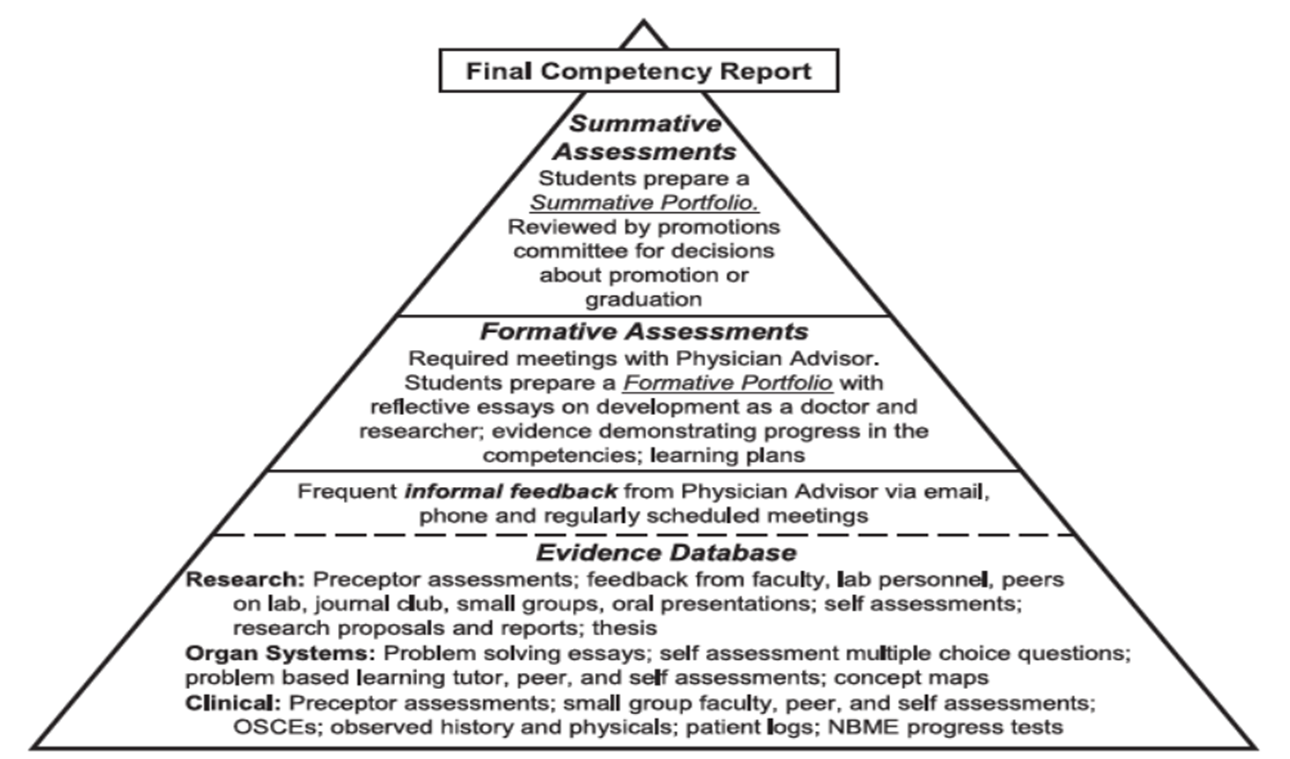 Final Competency Report
Summative
Assessments
Students prepare a
Summative Portfolio.
Reviewed by promotions
committee for decisions
about promotion or
graduation
Formative Assessments
Required meetings with Physician Advisor.
Students prepare a Formative Portfolio with
reflective essays on development as a doctor and
researcher; evidence demonstrating progress in the
competencies; learning plans
Frequent informal feedback from Physician Advisor via email,
phone and regularly scheduled meetings
Evidence Database
Research: Preceptor assessments; feedback from faculty, lab personnel, peers
on lab, journal club, small groups, oral presentations; self assessments;
research proposals and reports; thesis
Organ Systems: Problem solving essays; self assessment multiple choice questions;
problem based learning tutor, peer, and self assessments; concept maps
Clinical: Preceptor assessments; small group faculty, peer, and self assessments;
OSCEs; observed history and physicals; patient logs; NBME progress tests